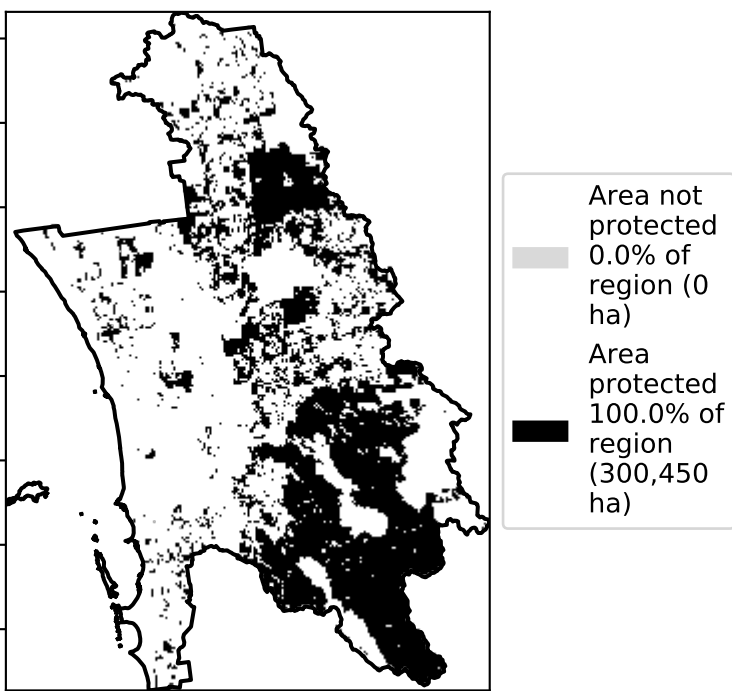 Area not
protected
0.0% of
region (0
ha)
Area
protected
100.0% of
region
(300,450
ha)